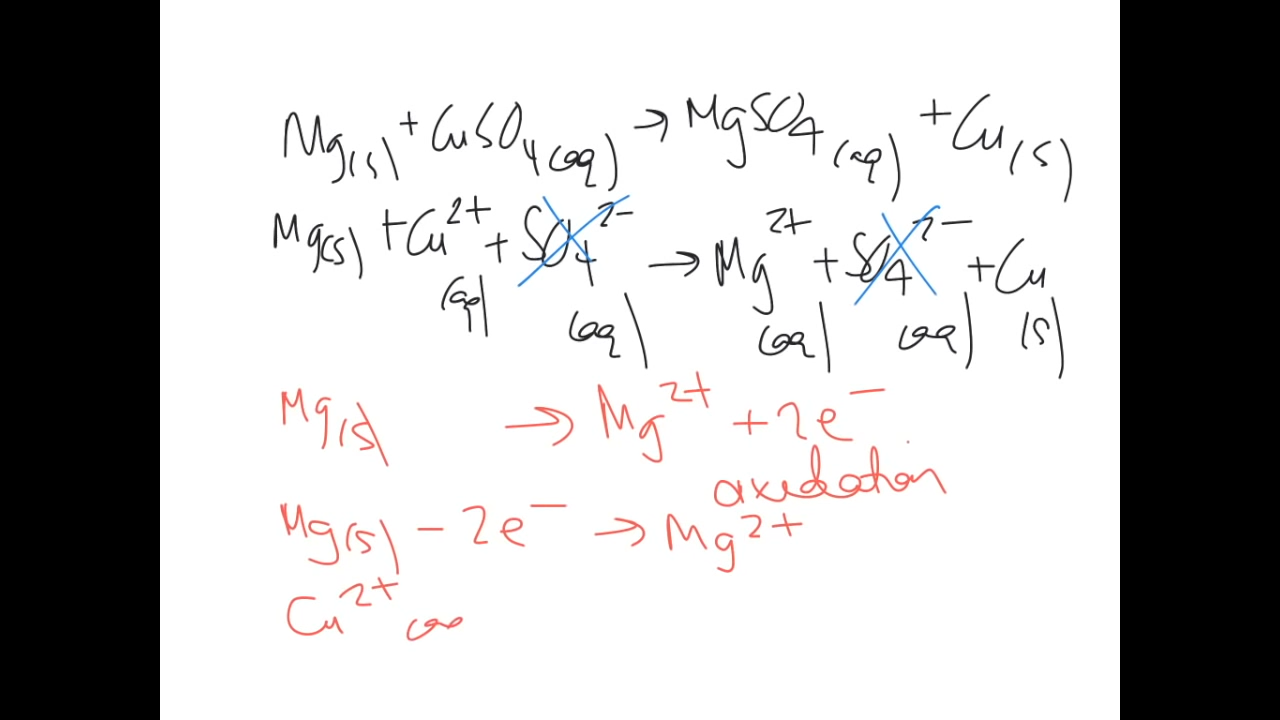 Mg(s) + CuSO4(aq) → MgSO4(aq) + Cu(s)
Mg(s) + Cu2+(aq) + SO42-(aq) → Mg2+(aq) + SO42-(aq) + Cu(s)
Mg(s) → Mg2+ + 2e-
oxidation
Mg(s) - 2e- → Mg2+
Cu2+